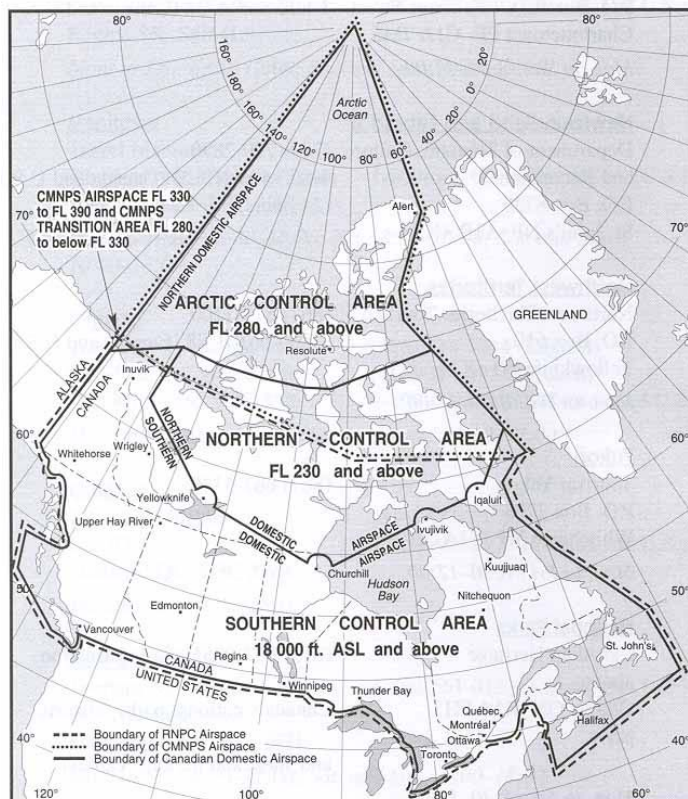 80°
80°
160°
180°
160°
140°
120°
100°
80°
60°
40°
20°
0°
20°
Arctic
Ocean
CMNPS AIRSPACE FL 330
to FL 390 and CMNPS
TRANSITION AREA FL 280
to below FL 330
70°
70°
NORTHERN DOMESTIC AIRSPACE
Alert
GREENLAND
ARCTIC CONTROL AREA
FL 280 and above
Resolute
ALASKA
CANADA
Inuvik
60°
60°
NORTHERN
SOUTHERN
NORTHERN CONTROL AREA
FL 230 and above
Whitehorse
Wrigley
Yellowknife
Iqaluit
Upper Hay River
DOMESTIC
DOMESTIC
AIRSPACE
AIRSPACE
Ivujivik
Churchill
Kuujjuaq
Hudson
Bay
50°
50°
Nitchequon
Edmonton
SOUTHERN CONTROL AREA
18 000 ft. ASL and above
Vancouver
Regina
St. John's
CANADA
UNITED STATES
Winnipeg
Thunder Bay
Québec
Montréal
Ottawa
Halifax
Toronto
40°
40°
Boundary of RNPC Airspace
Boundary of CMNPS Airspace
Boundary of Canadian Domestic Airspace
120°
100°
80°
60°